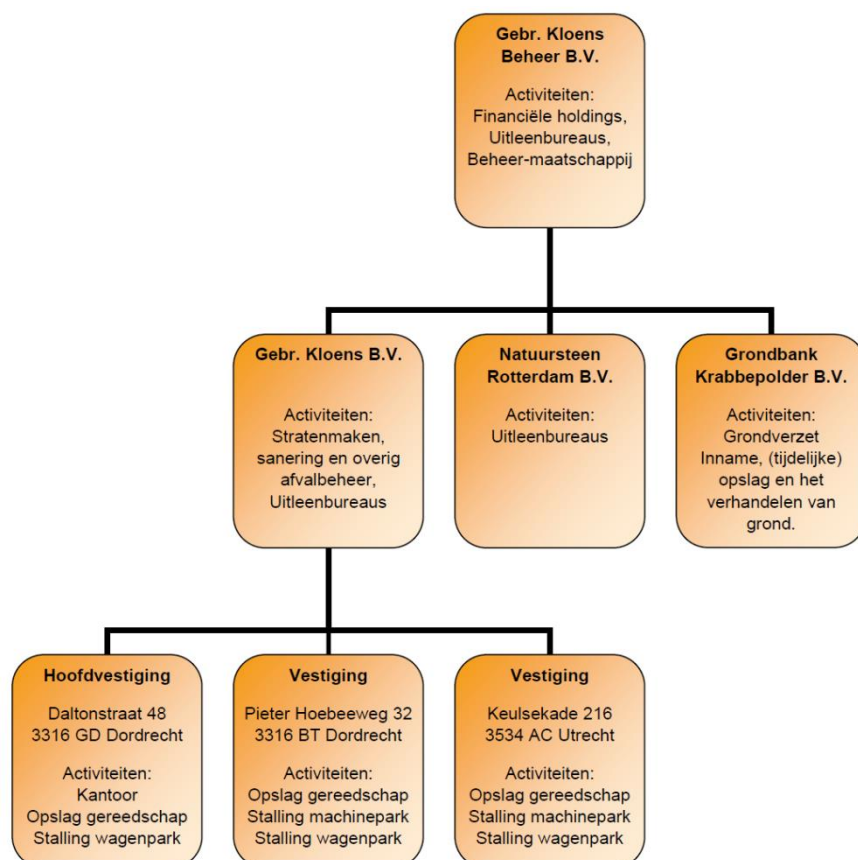 Gebr. Kloens
Beheer B.V.
Activiteiten:
Financiële holdings,
Uitleenbureaus,
Beheer-maatschappij
Gebr. Kloens B.V.
Activiteiten:
Stratenmaken,
sanering en overig
afvalbeheer,
Uitleenbureaus
Natuursteen
Rotterdam B.V.
Activiteiten:
Uitleenbureaus
Grondbank
Krabbepolder B.V.
Activiteiten:
Grondverzet
Inname, (tijdelijke)
opslag en het
verhandelen van
grond.
Hoofdvestiging
Daltonstraat 48
3316 GD Dordrecht
Activiteiten:
Kantoor
Opslag gereedschap
Stalling wagenpark
Vestiging
Pieter Hoebeeweg 32
3316 BT Dordrecht
Activiteiten:
Opslag gereedschap
Stalling machinepark
Stalling wagenpark
Vestiging
Keulsekade 216
3534 AC Utrecht
Activiteiten:
Opslag gereedschap
Stalling machinepark
Stalling wagenpark